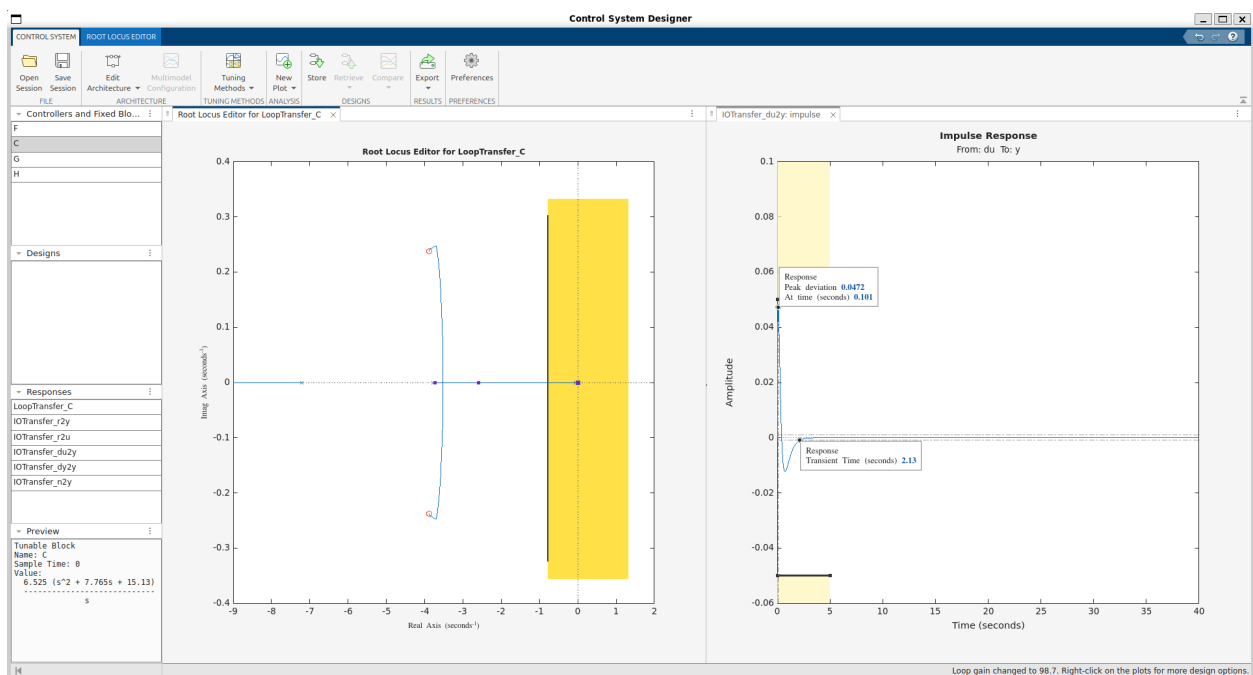 Control System Designer
CONTROL SYSTEM
ROOT LOCUS EDITOR
Open Session
Save Session
Edit Architecture
Multimodel Configuration
Tuning Methods
New Plot
Store
Retrieve
Compare
Export
Preferences
FILE
ARCHITECTURE
TUNING METHODS
ANALYSIS
DESIGNS
RESULTS
PREFERENCES
Controllers and Fixed Blo...
F
C
G
H
Designs
Responses
LoopTransfer_C
IOTransfer_r2y
IOTransfer_r2u
IOTransfer_du2y
IOTransfer_dy2y
IOTransfer_n2y
Preview
Tunable Block
Name: C
Sample Time: 0
Value:
6.525 (s^2 + 7.765s + 15.13)
----------------------------
s
Root Locus Editor for LoopTransfer_C
Root Locus Editor for LoopTransfer_C
0.4
0.3
0.2
0.1
0
-0.1
-0.2
-0.3
-0.4
Imag Axis (seconds⁻¹)
-9 -8 -7 -6 -5 -4 -3 -2 -1 0 1 2
Real Axis (seconds⁻¹)
IOTransfer_du2y: impulse
Impulse Response
From: du To: y
0.1
0.08
0.06
0.04
0.02
0
-0.02
-0.04
-0.06
Amplitude
Response
Peak deviation 0.0472
At time (seconds) 0.101
Response
Transient Time (seconds) 2.13
0 5 10 15 20 25 30 35 40
Time (seconds)
Loop gain changed to 98.7. Right-click on the plots for more design options.